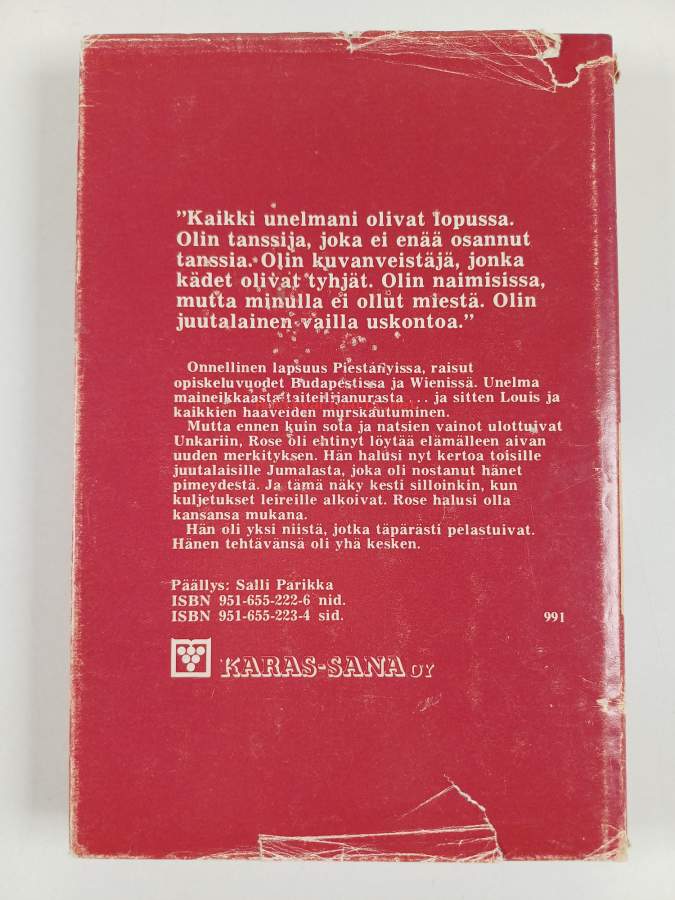 ”Kaikki unelmani olivat lopussa.
Olin tanssija, joka ei enää osannut
tanssia. Olin kuvanveistäjä, jonka
kädet olivat tyhjät. Olin naimisissa,
mutta minulla ei ollut miestä. Olin
juutalainen vailla uskontoa.”
Onnellinen lapsuus Piestanyissa, raisut
opiskeluvuodet Budapestissa ja Wienissä. Unelma
maineikkaasta taiteilijanurasta . . . ja sitten Louis ja
kaikkien haaveiden murskautuminen.
Mutta ennen kuin sota ja natsien vainot ulottuivat
Unkariin, Rose oli ehtinyt löytää elämälleen aivan
uuden merkityksen. Hän halusi nyt kertoa toisille
juutalaisille Jumalasta, joka oli nostanut hänet
pimeydestä. Ja tämä näky kesti silloinkin, kun
kuljetukset leireille alkoivat. Rose halusi olla
kansansa mukana.
Hän oli yksi niistä, jotka täpärästi pelastuivat.
Hänen tehtävänsä oli yhä kesken.
Päällys: Salli Parikka
ISBN 951-655-222-6 nid.
ISBN 951-655-223-4 sid.
991
KARAS-SANA OY